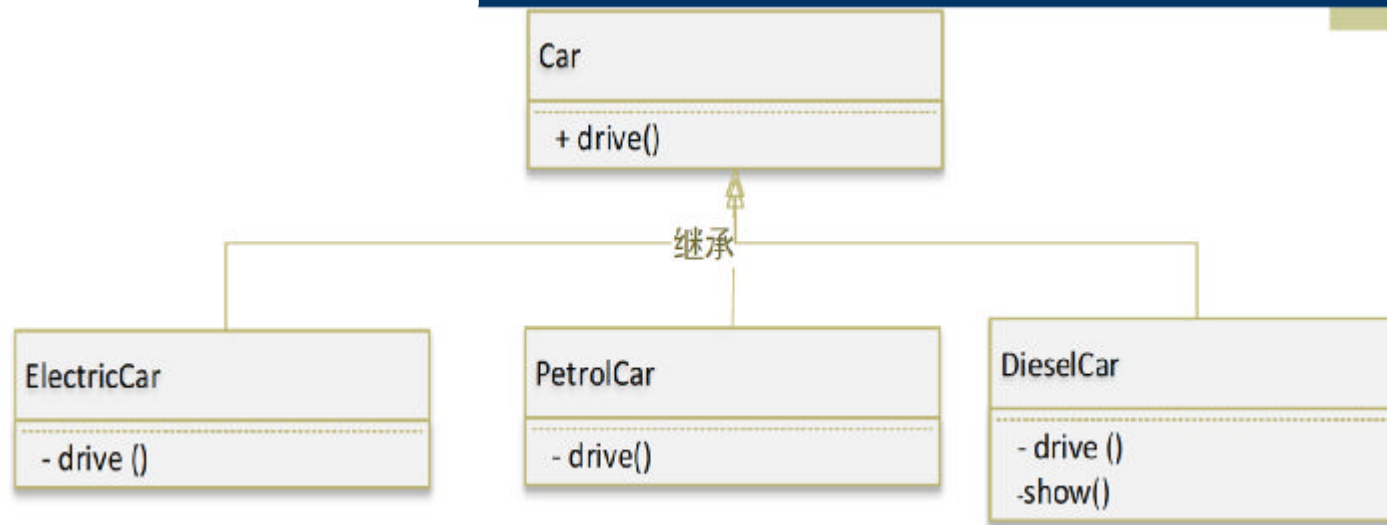 Car
+ drive()
继承
ElectricCar
- drive ()
PetrolCar
- drive()
DieselCar
- drive ()
-show()